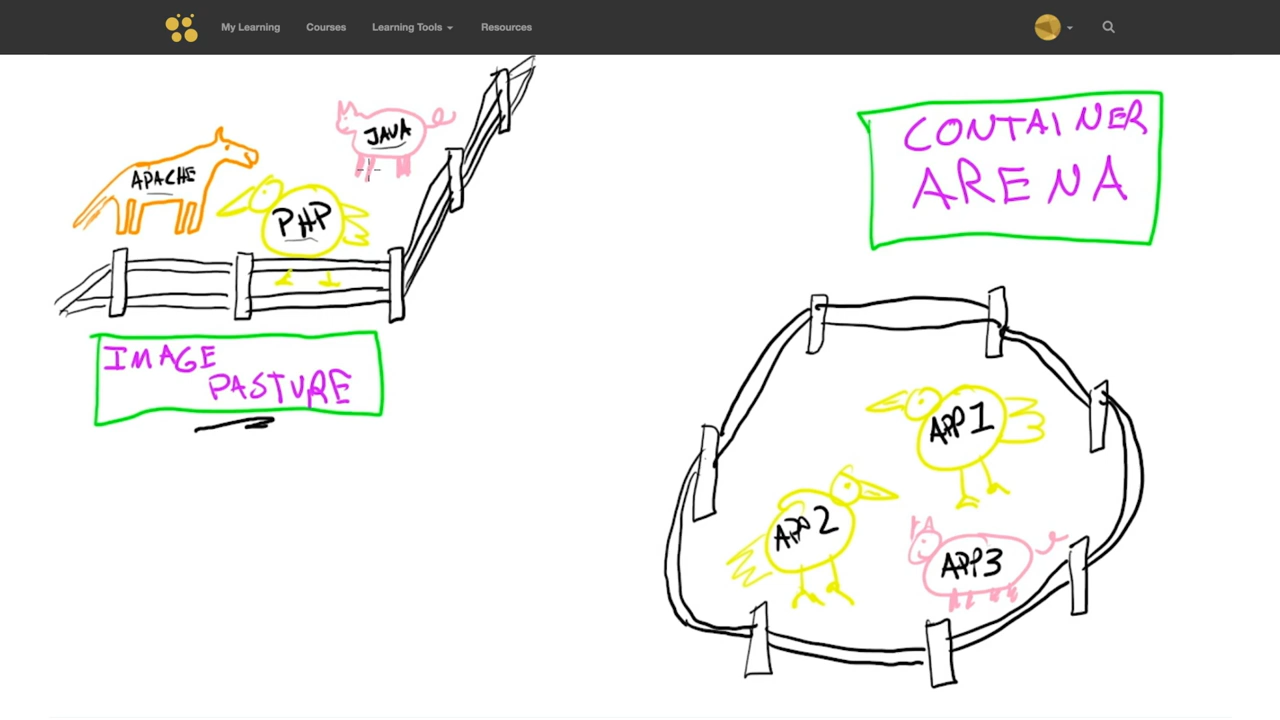 My Learning Courses Learning Tools Resources
CONTAINER
ARENA
JAVA
APACHE
PHP
IMAGE
PASTURE
APP1
APP2
APP3